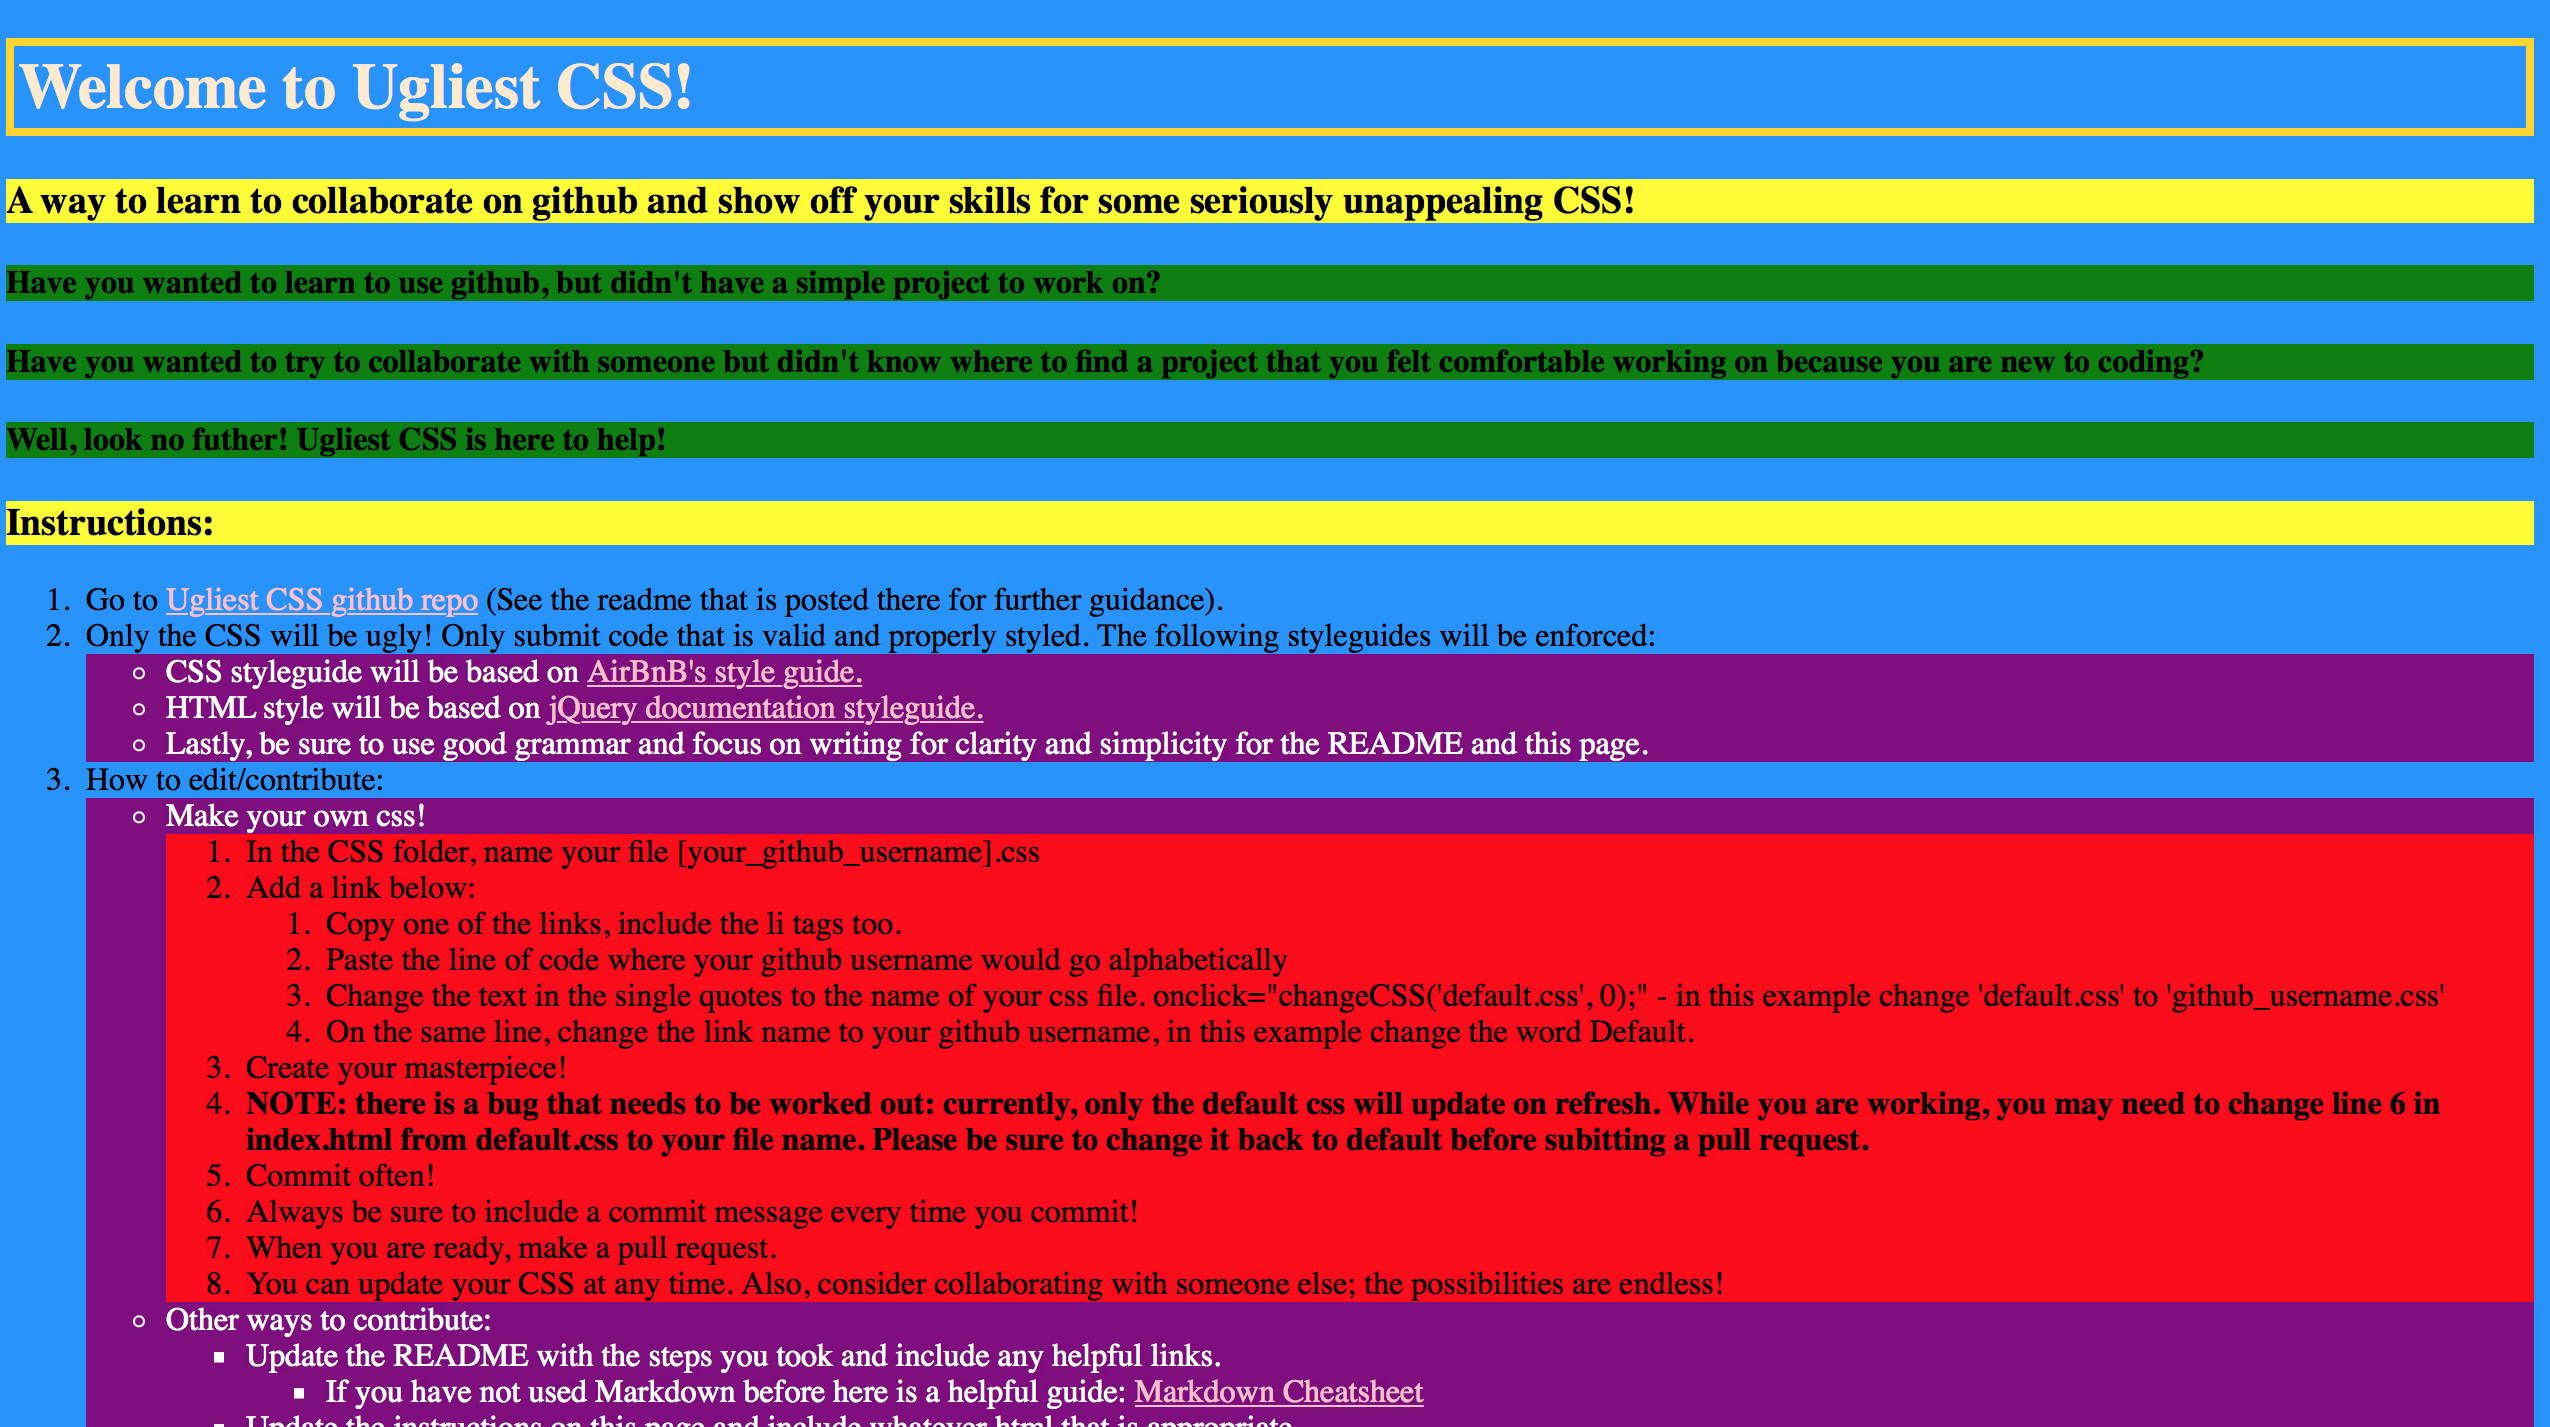 Welcome to Ugliest CSS!
A way to learn to collaborate on github and show off your skills for some seriously unappealing CSS!
Have you wanted to learn to use github, but didn't have a simple project to work on?
Have you wanted to try to collaborate with someone but didn't know where to find a project that you felt comfortable working on because you are new to coding?
Well, look no futher! Ugliest CSS is here to help!
Instructions:
1. Go to Ugliest CSS github repo (See the readme that is posted there for further guidance).
2. Only the CSS will be ugly! Only submit code that is valid and properly styled. The following styleguides will be enforced:
CSS styleguide will be based on AirBnB's style guide.
HTML style will be based on jQuery documentation styleguide.
Lastly, be sure to use good grammar and focus on writing for clarity and simplicity for the README and this page.
3. How to edit/contribute:
Make your own css!
1. In the CSS folder, name your file [your_github_username].css
2. Add a link below:
1. Copy one of the links, include the li tags too.
2. Paste the line of code where your github username would go alphabetically
3. Change the text in the single quotes to the name of your css file. onclick="changeCSS('default.css', 0);" - in this example change 'default.css' to 'github_username.css'
4. On the same line, change the link name to your github username, in this example change the word Default.
3. Create your masterpiece!
4. NOTE: there is a bug that needs to be worked out: currently, only the default css will update on refresh. While you are working, you may need to change line 6 in
index.html from default.css to your file name. Please be sure to change it back to default before subitting a pull request.
5. Commit often!
6. Always be sure to include a commit message every time you commit!
7. When you are ready, make a pull request.
8. You can update your CSS at any time. Also, consider collaborating with someone else; the possibilities are endless!
Other ways to contribute:
Update the README with the steps you took and include any helpful links.
If you have not used Markdown before here is a helpful guide: Markdown Cheatsheet
Update the instructions on this page and include whatever html that is appropriate